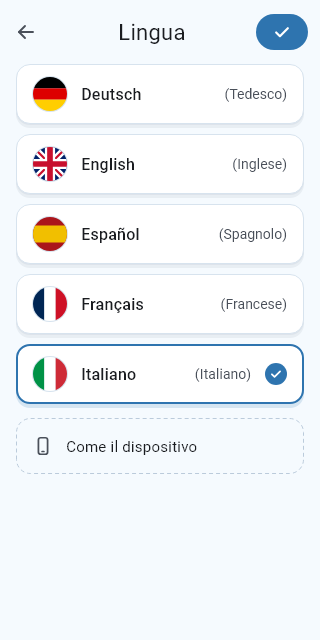 Lingua
Deutsch (Tedesco)
English (Inglese)
Español (Spagnolo)
Français (Francese)
Italiano (Italiano)
Come il dispositivo